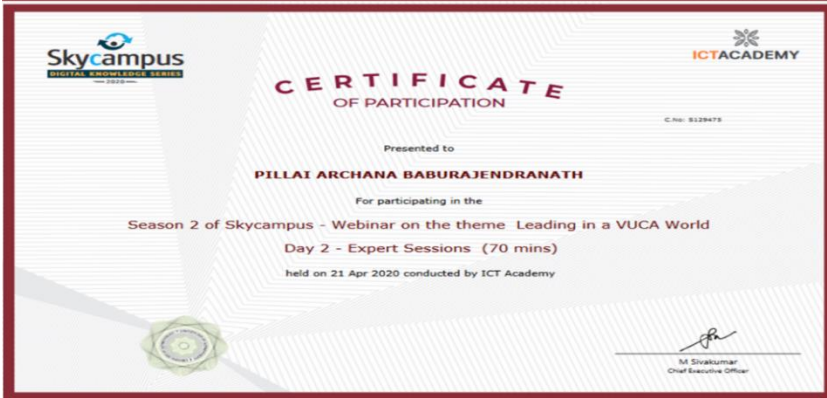 Skycampus
DIGITAL KNOWLEDGE SERIES
2020
ICTACADEMY
CERTIFICATE
OF PARTICIPATION
C.No: S129475
Presented to
PILLAI ARCHANA BABURAJENDRANATH
For participating in the
Season 2 of Skycampus - Webinar on the theme Leading in a VUCA World
Day 2 - Expert Sessions (70 mins)
held on 21 Apr 2020 conducted by ICT Academy
M Sivakumar
Chief Executive Officer